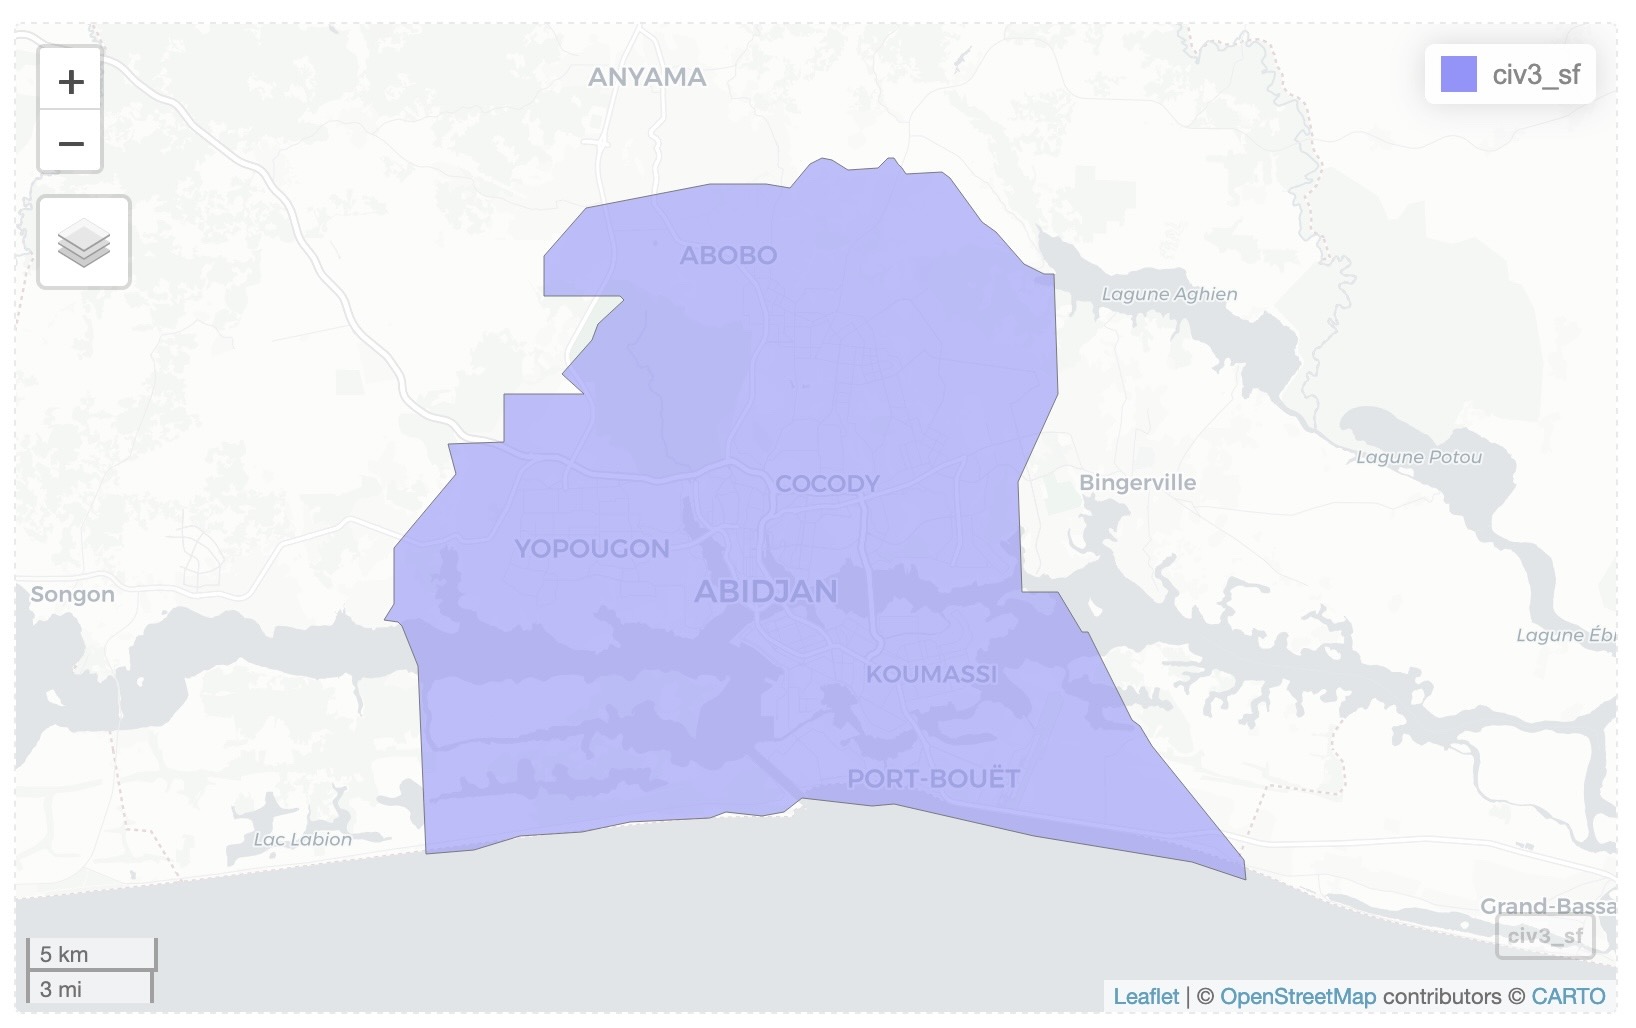 +
ANYAMA
civ3_sf
−
ABOBO
Lagune Aghien
Lagune Potou
COCODY
Bingerville
YOPOUGON
ABIDJAN
Songon
Lagune Ébi
KOUMASSI
PORT-BOUËT
Lac Labion
Grand-Bassa
civ3_sf
5 km
3 mi
Leaflet | © OpenStreetMap contributors © CARTO